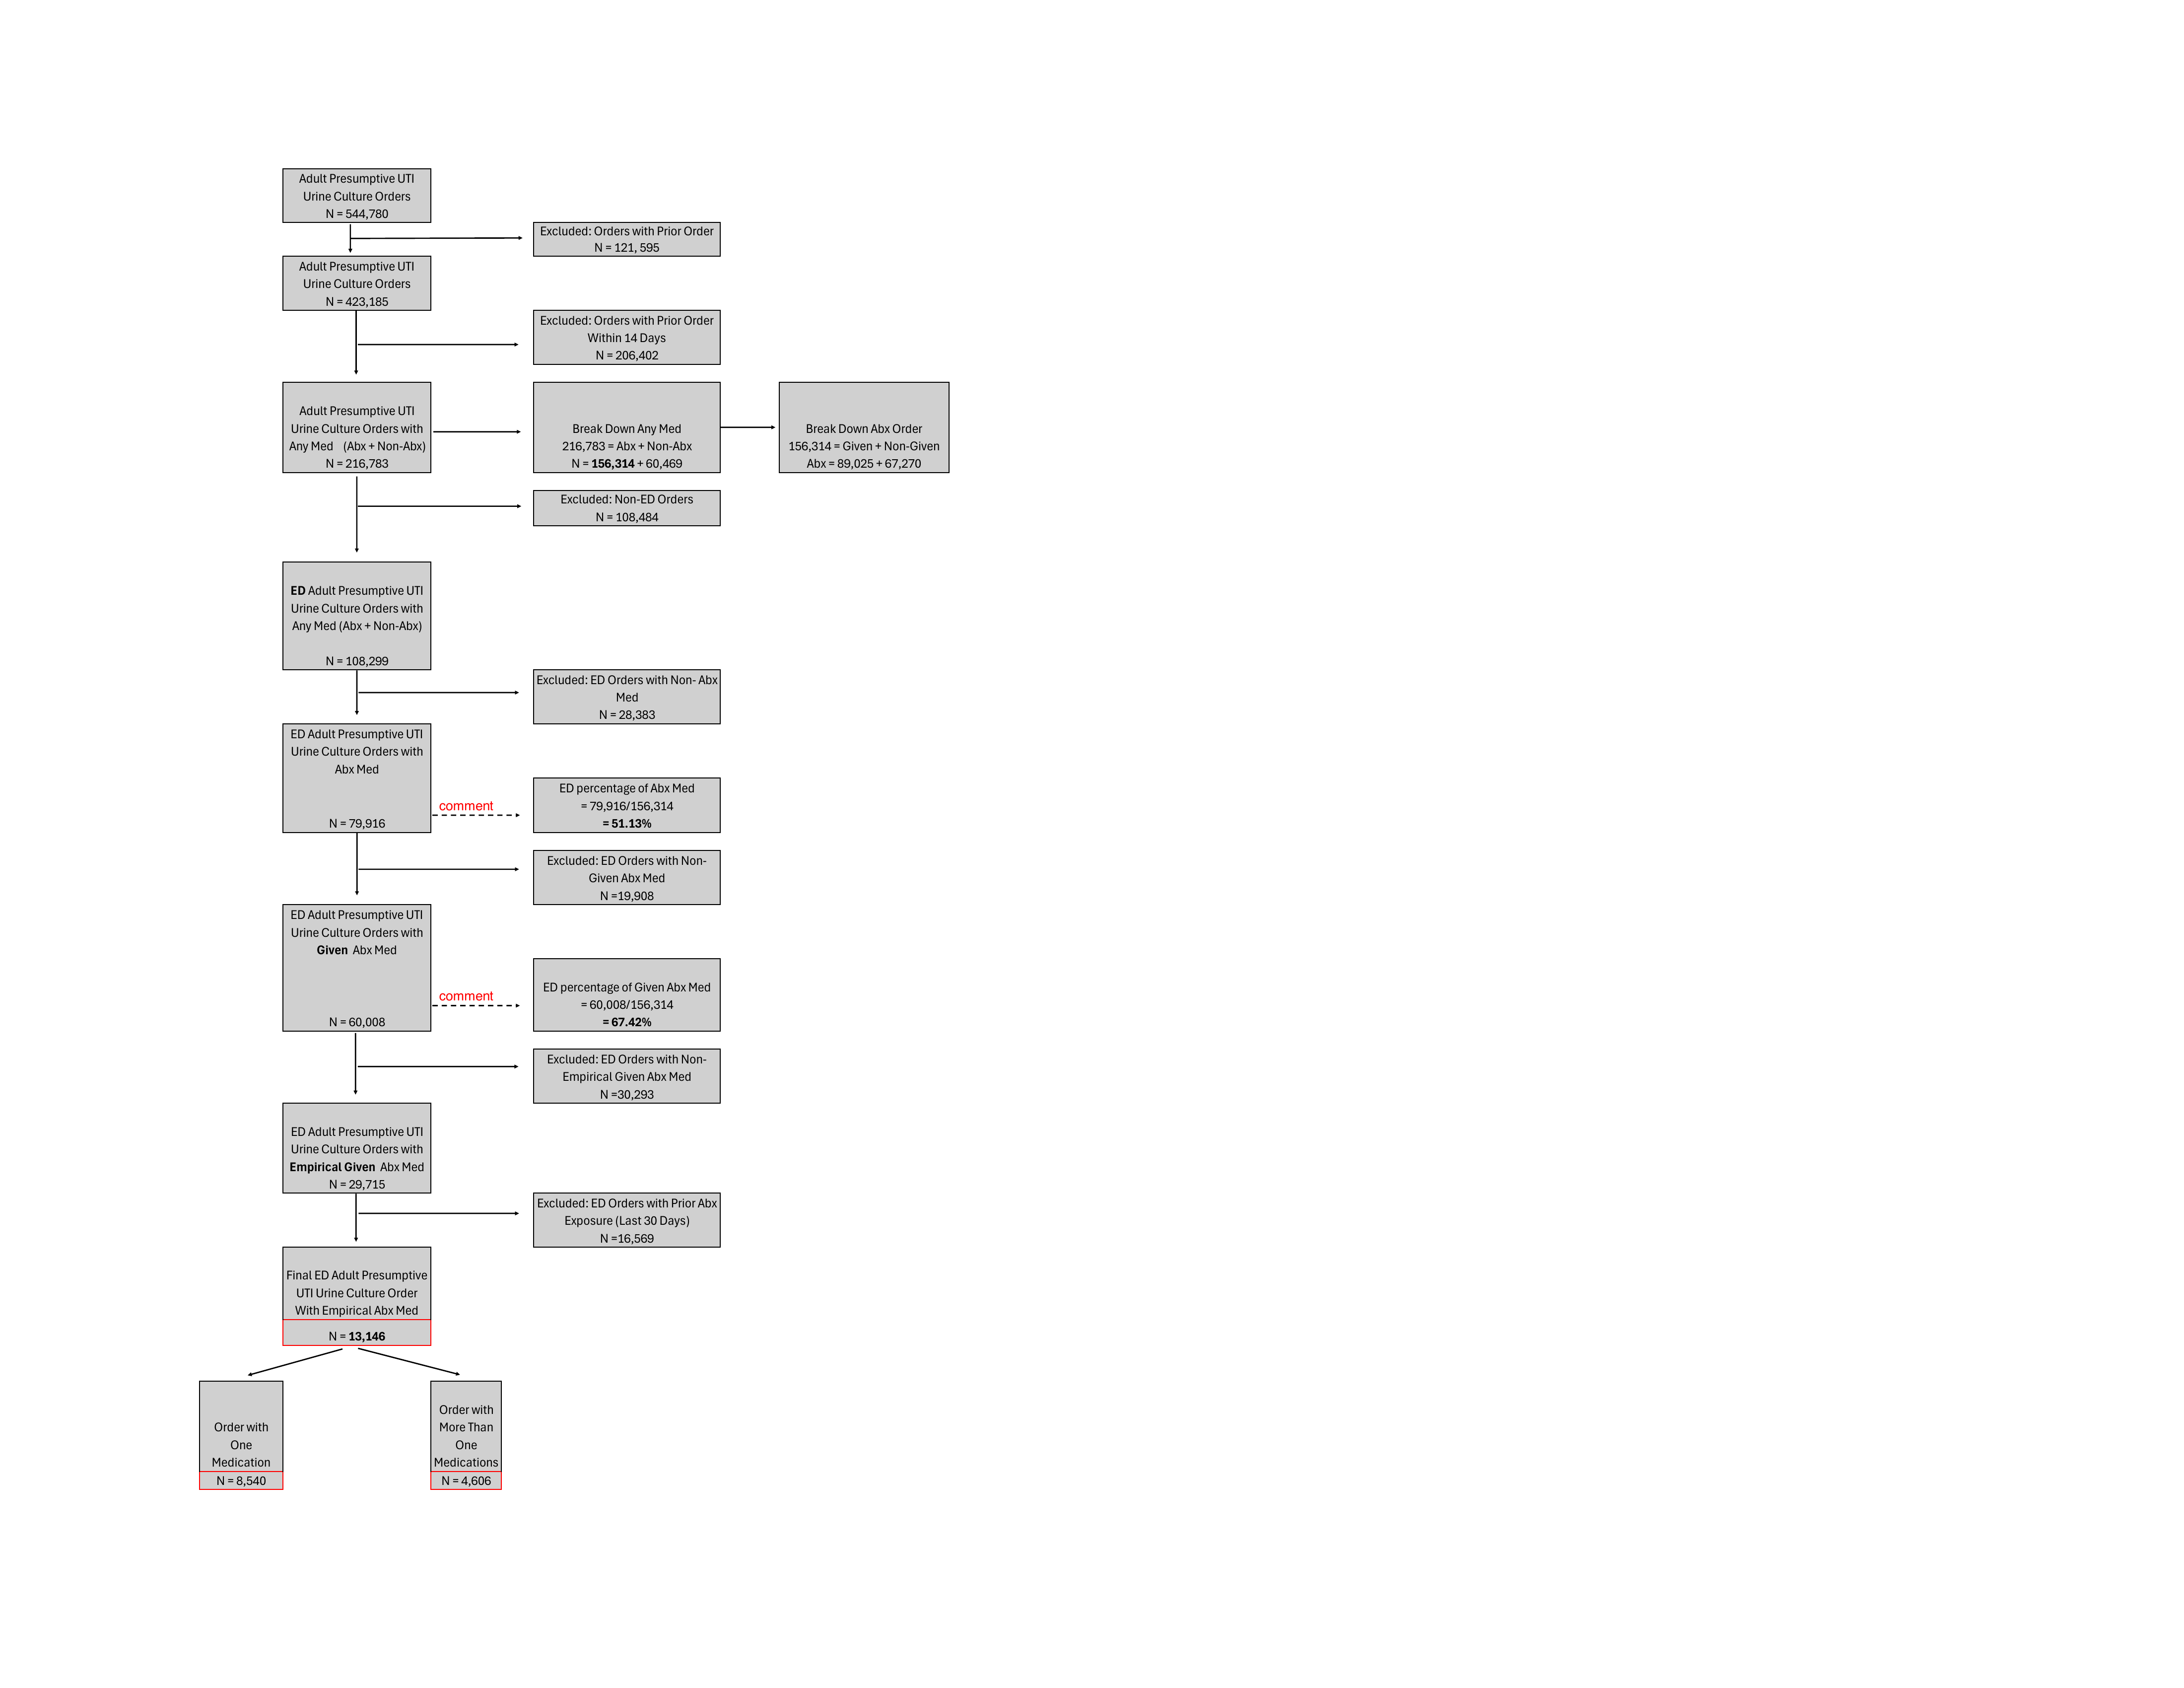 Adult Presumptive UTI
Urine Culture Orders
N = 544,780
Excluded: Orders with Prior Order
N = 121, 595
Adult Presumptive UTI
Urine Culture Orders
N = 423,185
Excluded: Orders with Prior Order
Within 14 Days
N = 206,402
Adult Presumptive UTI
Urine Culture Orders with
Any Med (Abx + Non-Abx)
N = 216,783
Break Down Any Med
216,783 = Abx + Non-Abx
N = 156,314 + 60,469
Break Down Abx Order
156,314 = Given + Non-Given
Abx = 89,025 + 67,270
Excluded: Non-ED Orders
N = 108,484
ED Adult Presumptive UTI
Urine Culture Orders with
Any Med (Abx + Non-Abx)
N = 108,299
Excluded: ED Orders with Non- Abx
Med
N = 28,383
ED Adult Presumptive UTI
Urine Culture Orders with
Abx Med
N = 79,916
comment
ED percentage of Abx Med
= 79,916/156,314
= 51.13%
Excluded: ED Orders with Non-
Given Abx Med
N =19,908
ED Adult Presumptive UTI
Urine Culture Orders with
Given Abx Med
N = 60,008
comment
ED percentage of Given Abx Med
= 60,008/156,314
= 67.42%
Excluded: ED Orders with Non-
Empirical Given Abx Med
N =30,293
ED Adult Presumptive UTI
Urine Culture Orders with
Empirical Given Abx Med
N = 29,715
Excluded: ED Orders with Prior Abx
Exposure (Last 30 Days)
N =16,569
Final ED Adult Presumptive
UTI Urine Culture Order
With Empirical Abx Med
N = 13,146
Order with
One
Medication
N = 8,540
Order with
More Than
One
Medications
N = 4,606